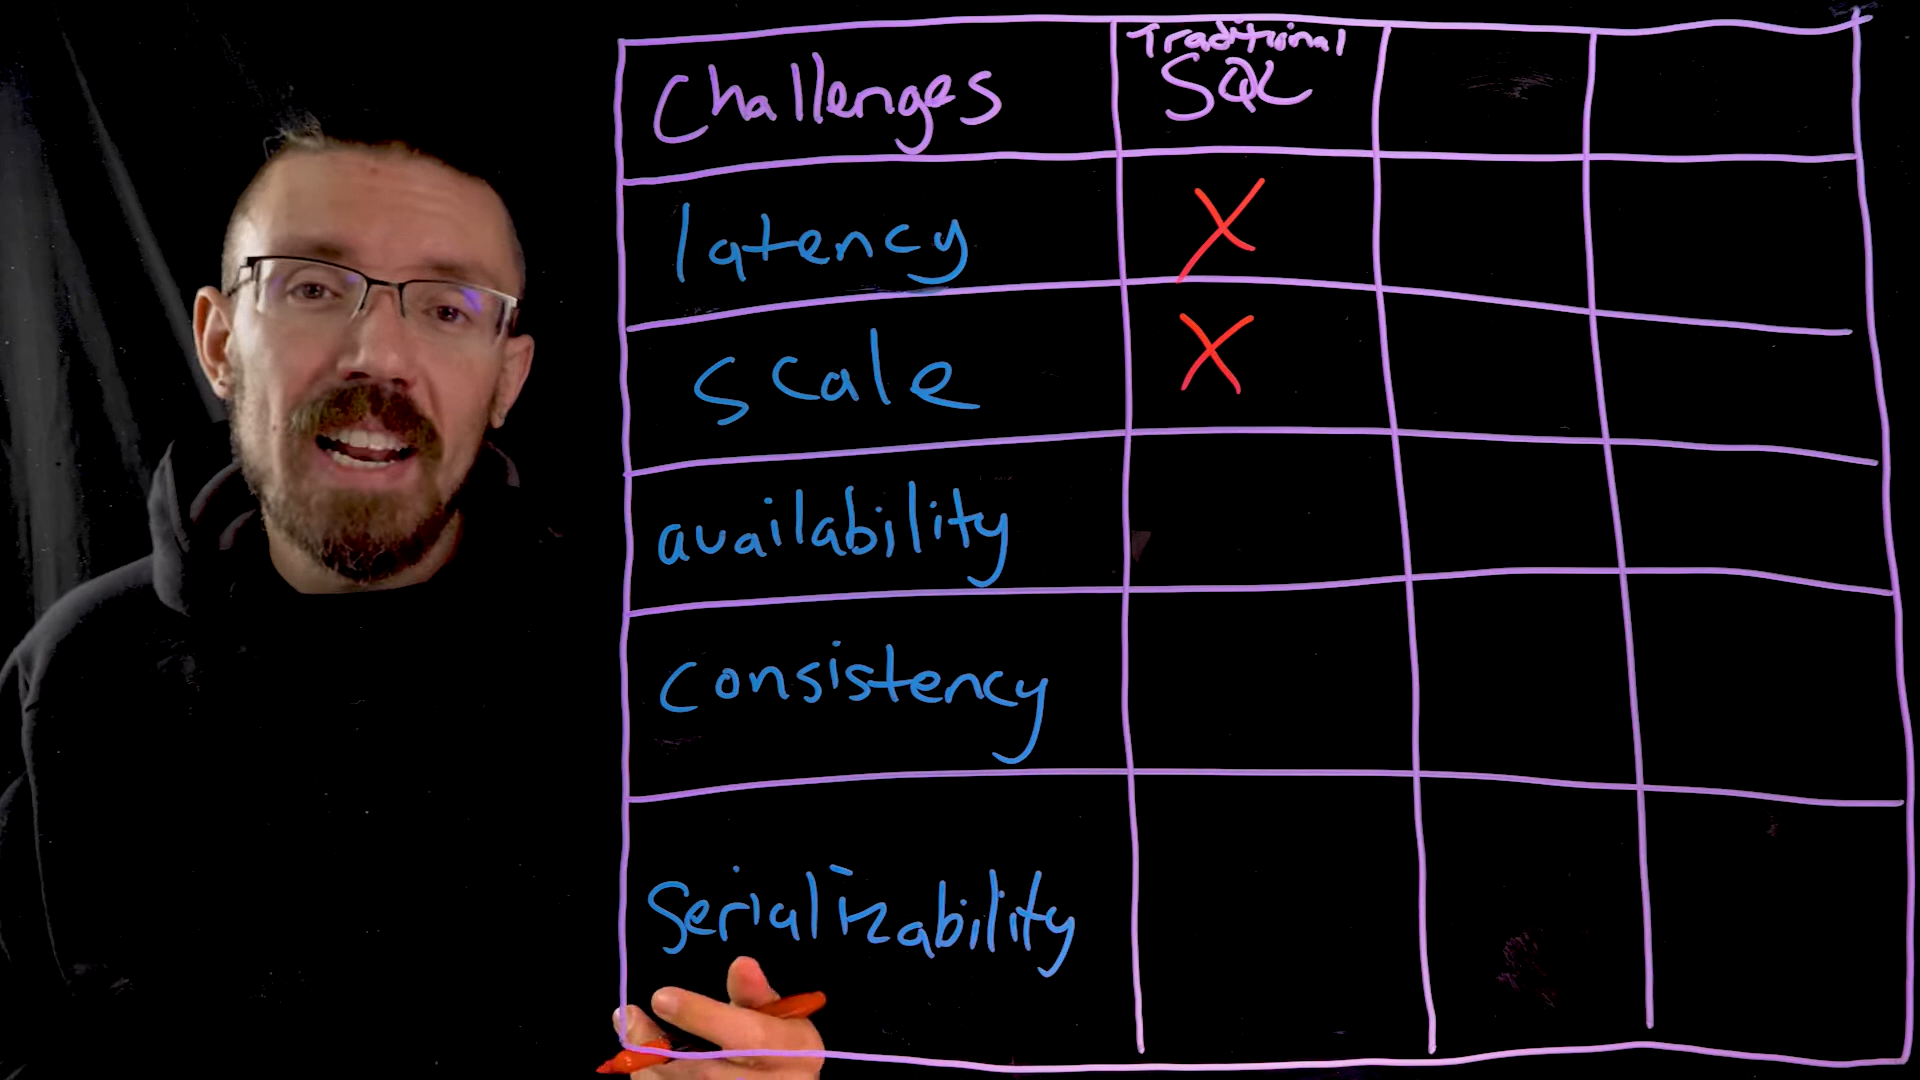 Challenges
Traditional
SQL
latency
X
scale
X
availability
Consistency
Serializability